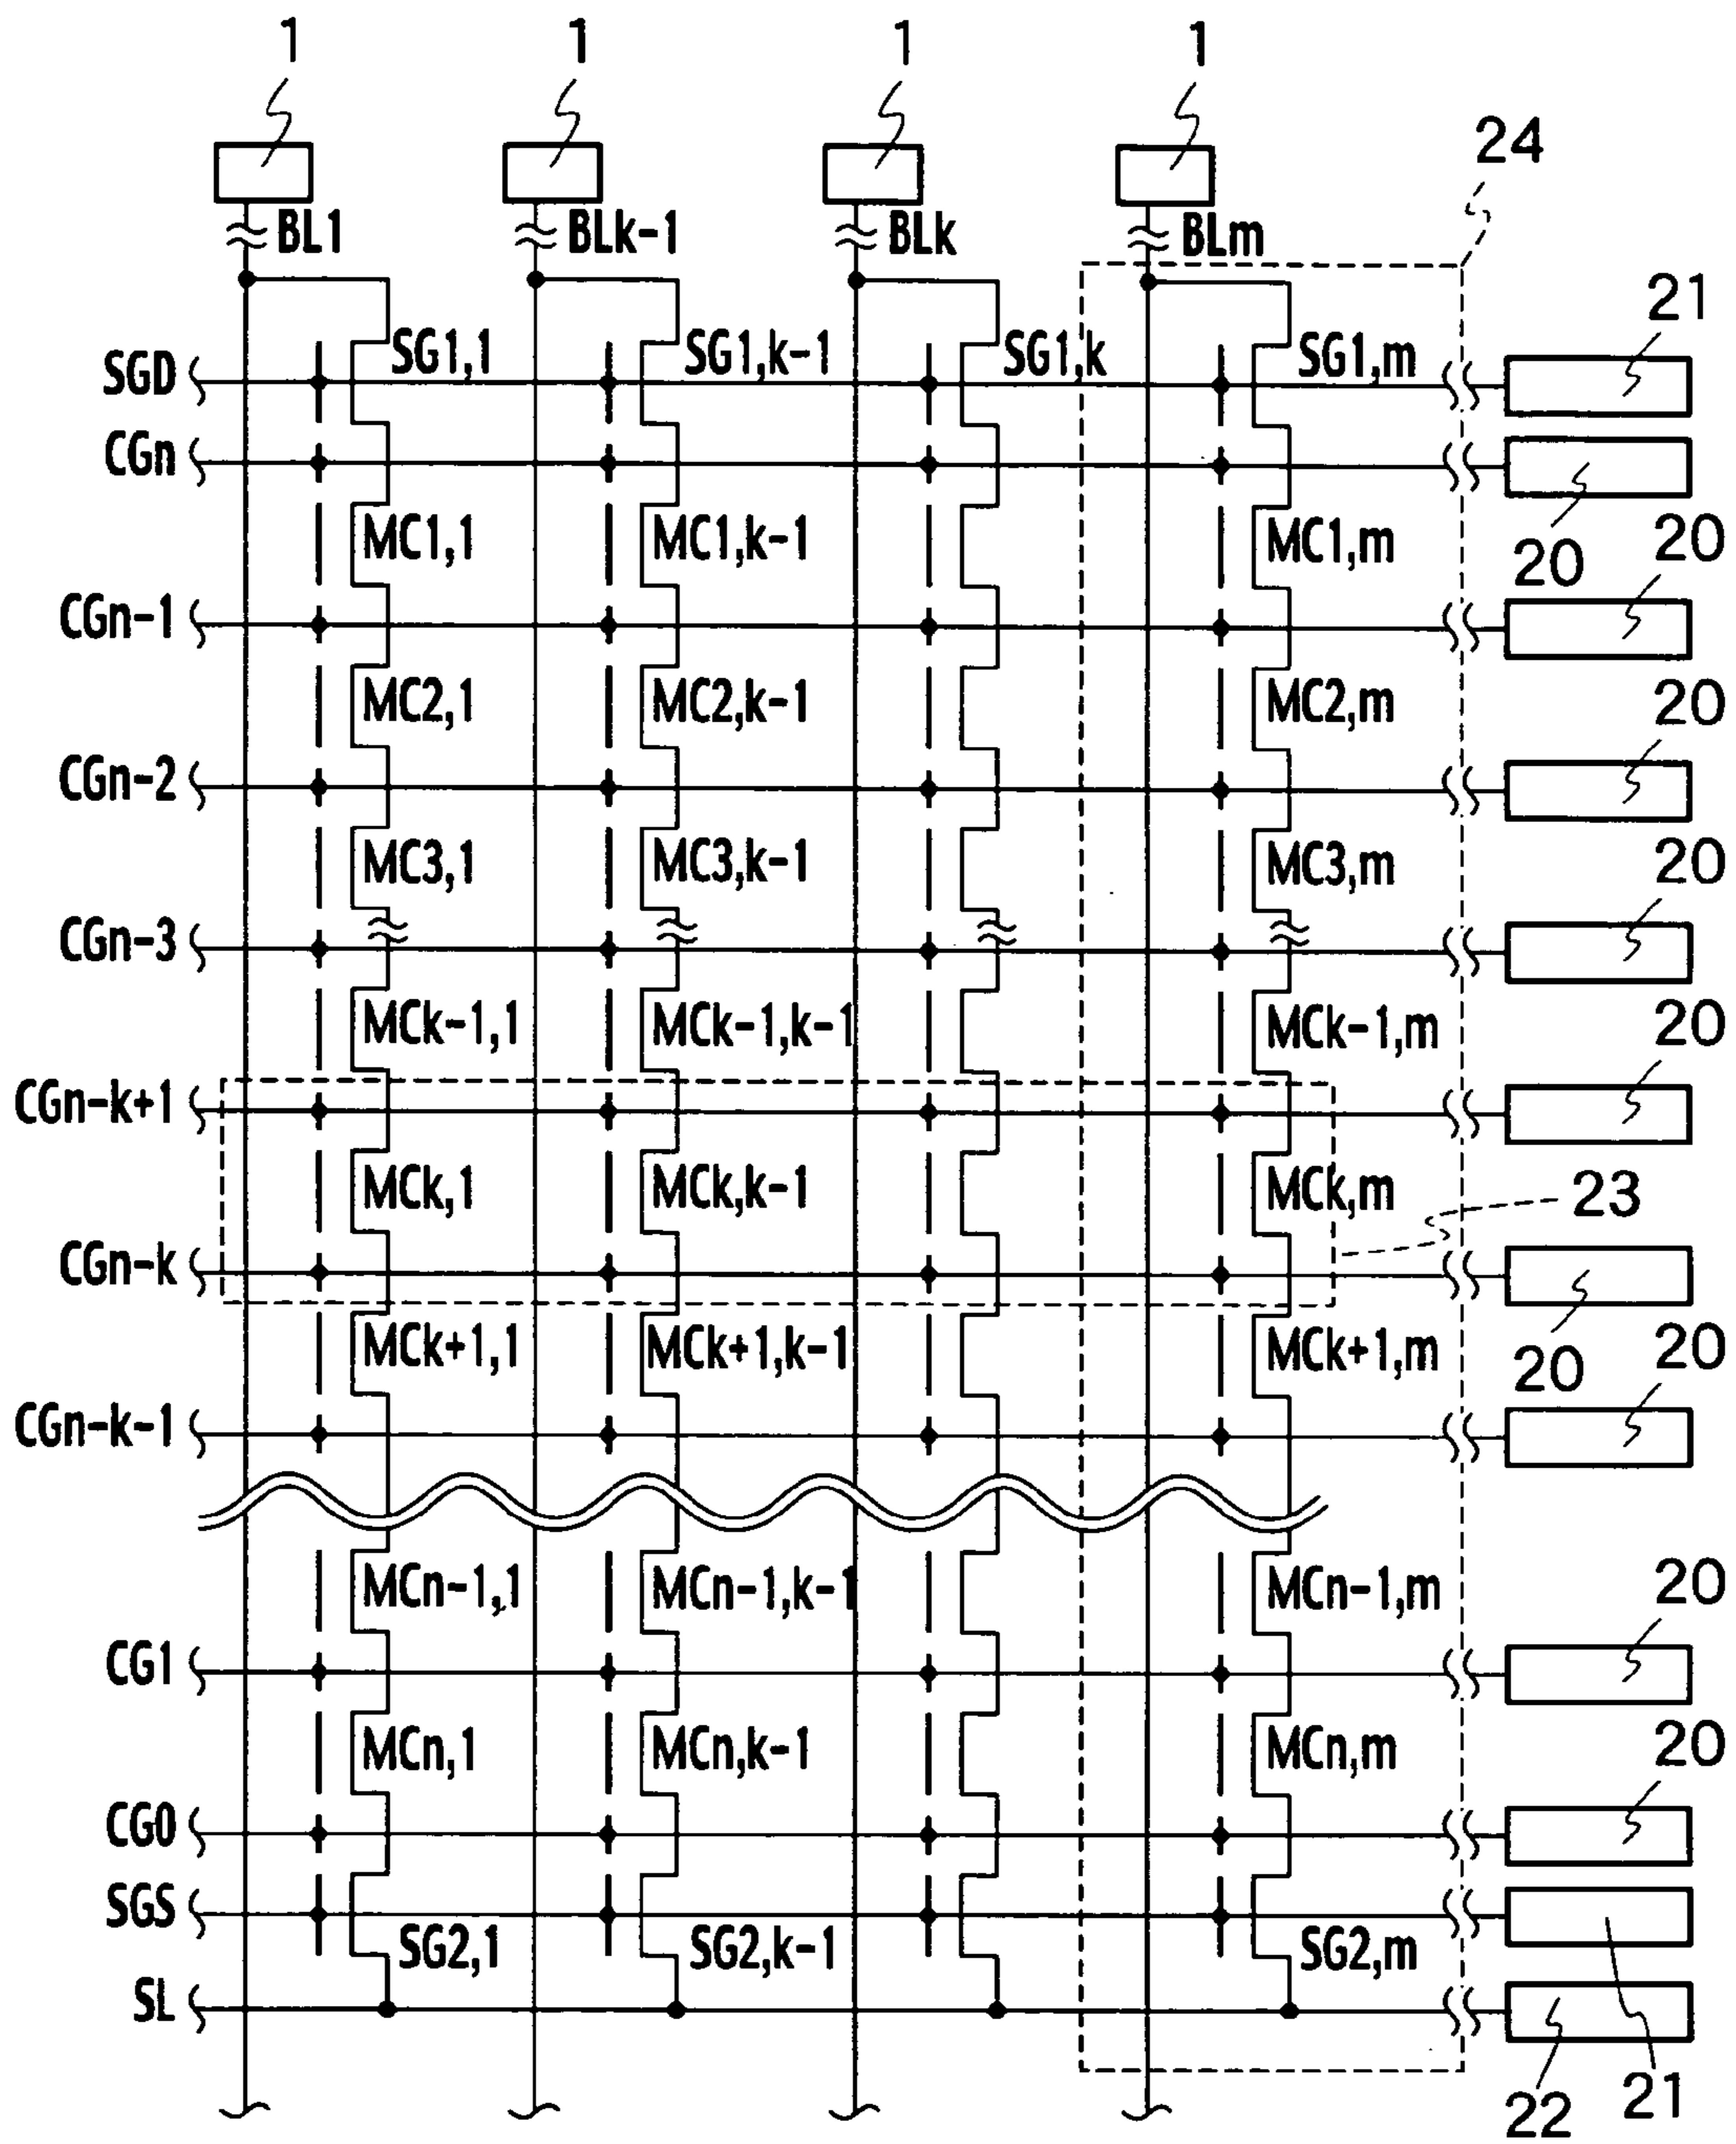 1 1 1 1
24
BL1 BLk-1 BLk BLm
21
SGD SG1,1 SG1,k-1 SG1,k SG1,m
CGn
MC1,1 MC1,k-1 MC1,m 20 20
CGn-1
MC2,1 MC2,k-1 MC2,m 20
CGn-2
MC3,1 MC3,k-1 MC3,m 20
CGn-3
MCk-1,1 MCk-1,k-1 MCk-1,m 20
CGn-k+1
MCk,1 MCk,k-1 MCk,m 23
CGn-k
MCk+1,1 MCk+1,k-1 MCk+1,m 20 20
CGn-k-1
MCn-1,1 MCn-1,k-1 MCn-1,m 20
CG1
MCn,1 MCn,k-1 MCn,m 20
CG0
SGS
SG2,1 SG2,k-1 SG2,m
SL
22 21